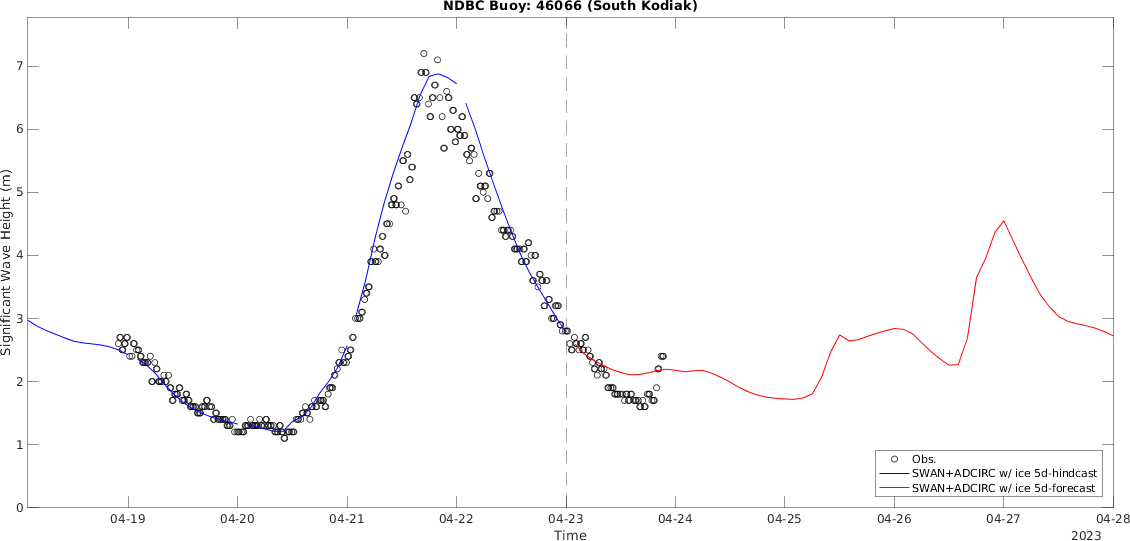 NDBC Buoy: 46066 (South Kodiak)
Significant Wave Height (m)
7
6
5
4
3
2
1
0
Obs.
SWAN+ADCIRC w/ ice 5d-hindcast
SWAN+ADCIRC w/ ice 5d-forecast
04-19 04-20 04-21 04-22 04-23 04-24 04-25 04-26 04-27 04-28
Time
2023